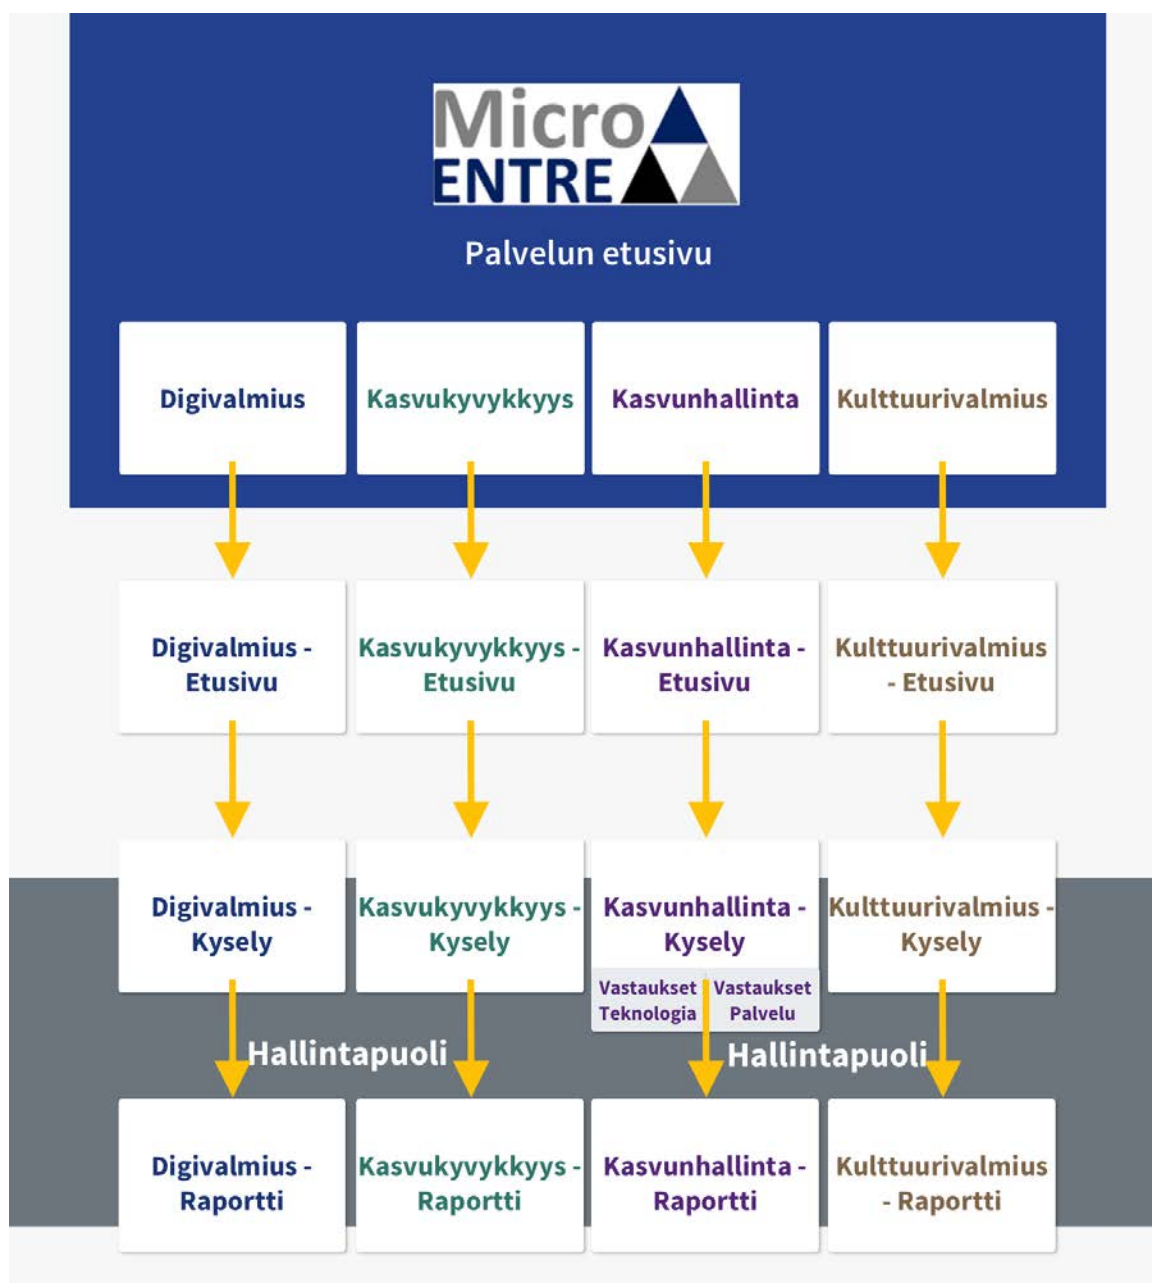 Micro
ENTRE
Palvelun etusivu
Digivalmius
Kasvukyvykkyys
Kasvunhallinta
Kulttuurivalmius
Digivalmius -
Etusivu
Kasvukyvykkyys -
Etusivu
Kasvunhallinta -
Etusivu
Kulttuurivalmius
- Etusivu
Digivalmius -
Kysely
Kasvukyvykkyys -
Kysely
Kasvunhallinta -
Kysely
Kulttuurivalmius -
Kysely
Vastaukset
Teknologia
Vastaukset
Palvelu
Hallintapuoli
Hallintapuoli
Digivalmius -
Raportti
Kasvukyvykkyys -
Raportti
Kasvunhallinta -
Raportti
Kulttuurivalmius
- Raportti